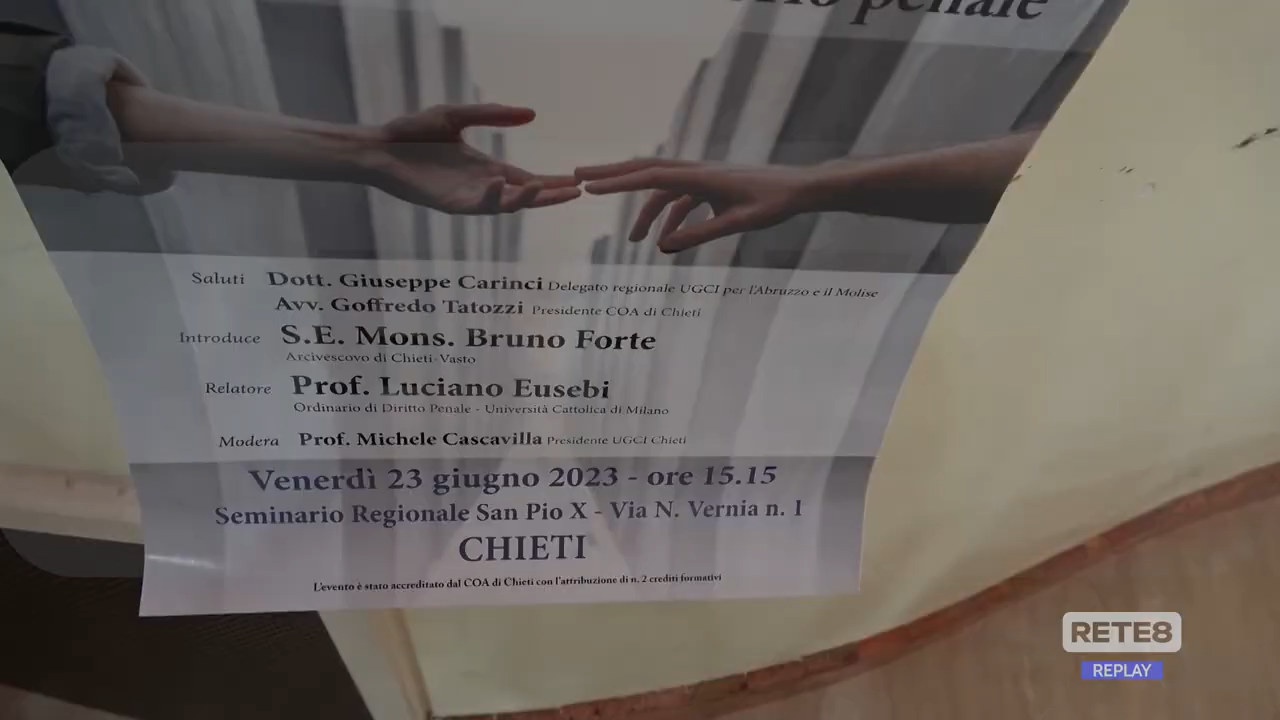 penale
Saluti Dott. Giuseppe Carinci Delegato regionale UGCI per l'Abruzzo e il Molise
Avv. Goffredo Tatozzi Presidente COA di Chieti
Introduce S.E. Mons. Bruno Forte
Arcivescovo di Chieti-Vasto
Relatore Prof. Luciano Eusebi
Ordinario di Diritto Penale - Università Cattolica di Milano
Modera Prof. Michele Cascavilla Presidente UGCI Chieti
Venerdì 23 giugno 2023 - ore 15.15
Seminario Regionale San Pio X - Via N. Vernia n. 1
CHIETI
L'evento è stato accreditato dal COA di Chieti con l'attribuzione di n. 2 crediti formativi
RETE8
REPLAY